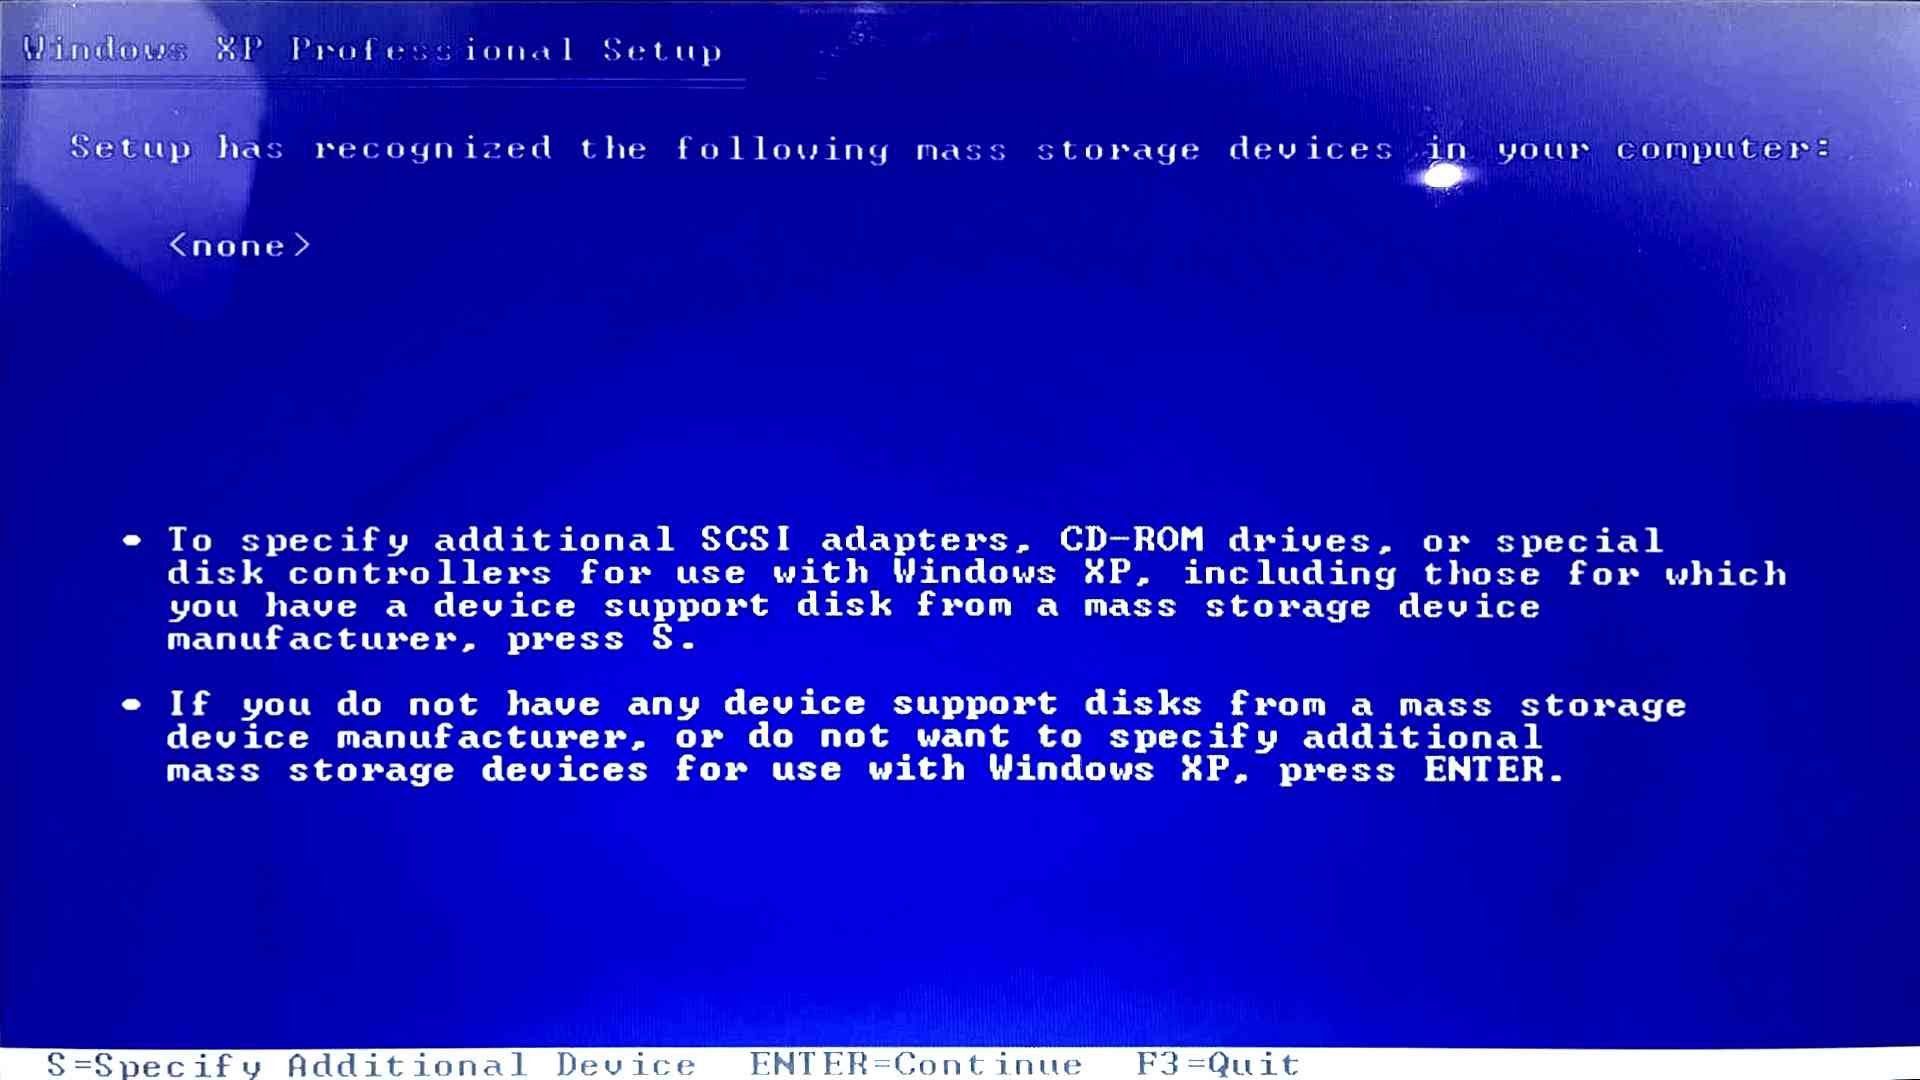 Windows XP Professional Setup
Setup has recognized the following mass storage devices in your computer:
<none>
• To specify additional SCSI adapters, CD-ROM drives, or special
disk controllers for use with Windows XP, including those for which
you have a device support disk from a mass storage device
manufacturer, press S.
• If you do not have any device support disks from a mass storage
device manufacturer, or do not want to specify additional
mass storage devices for use with Windows XP, press ENTER.
S=Specify Additional Device ENTER=Continue F3=Quit